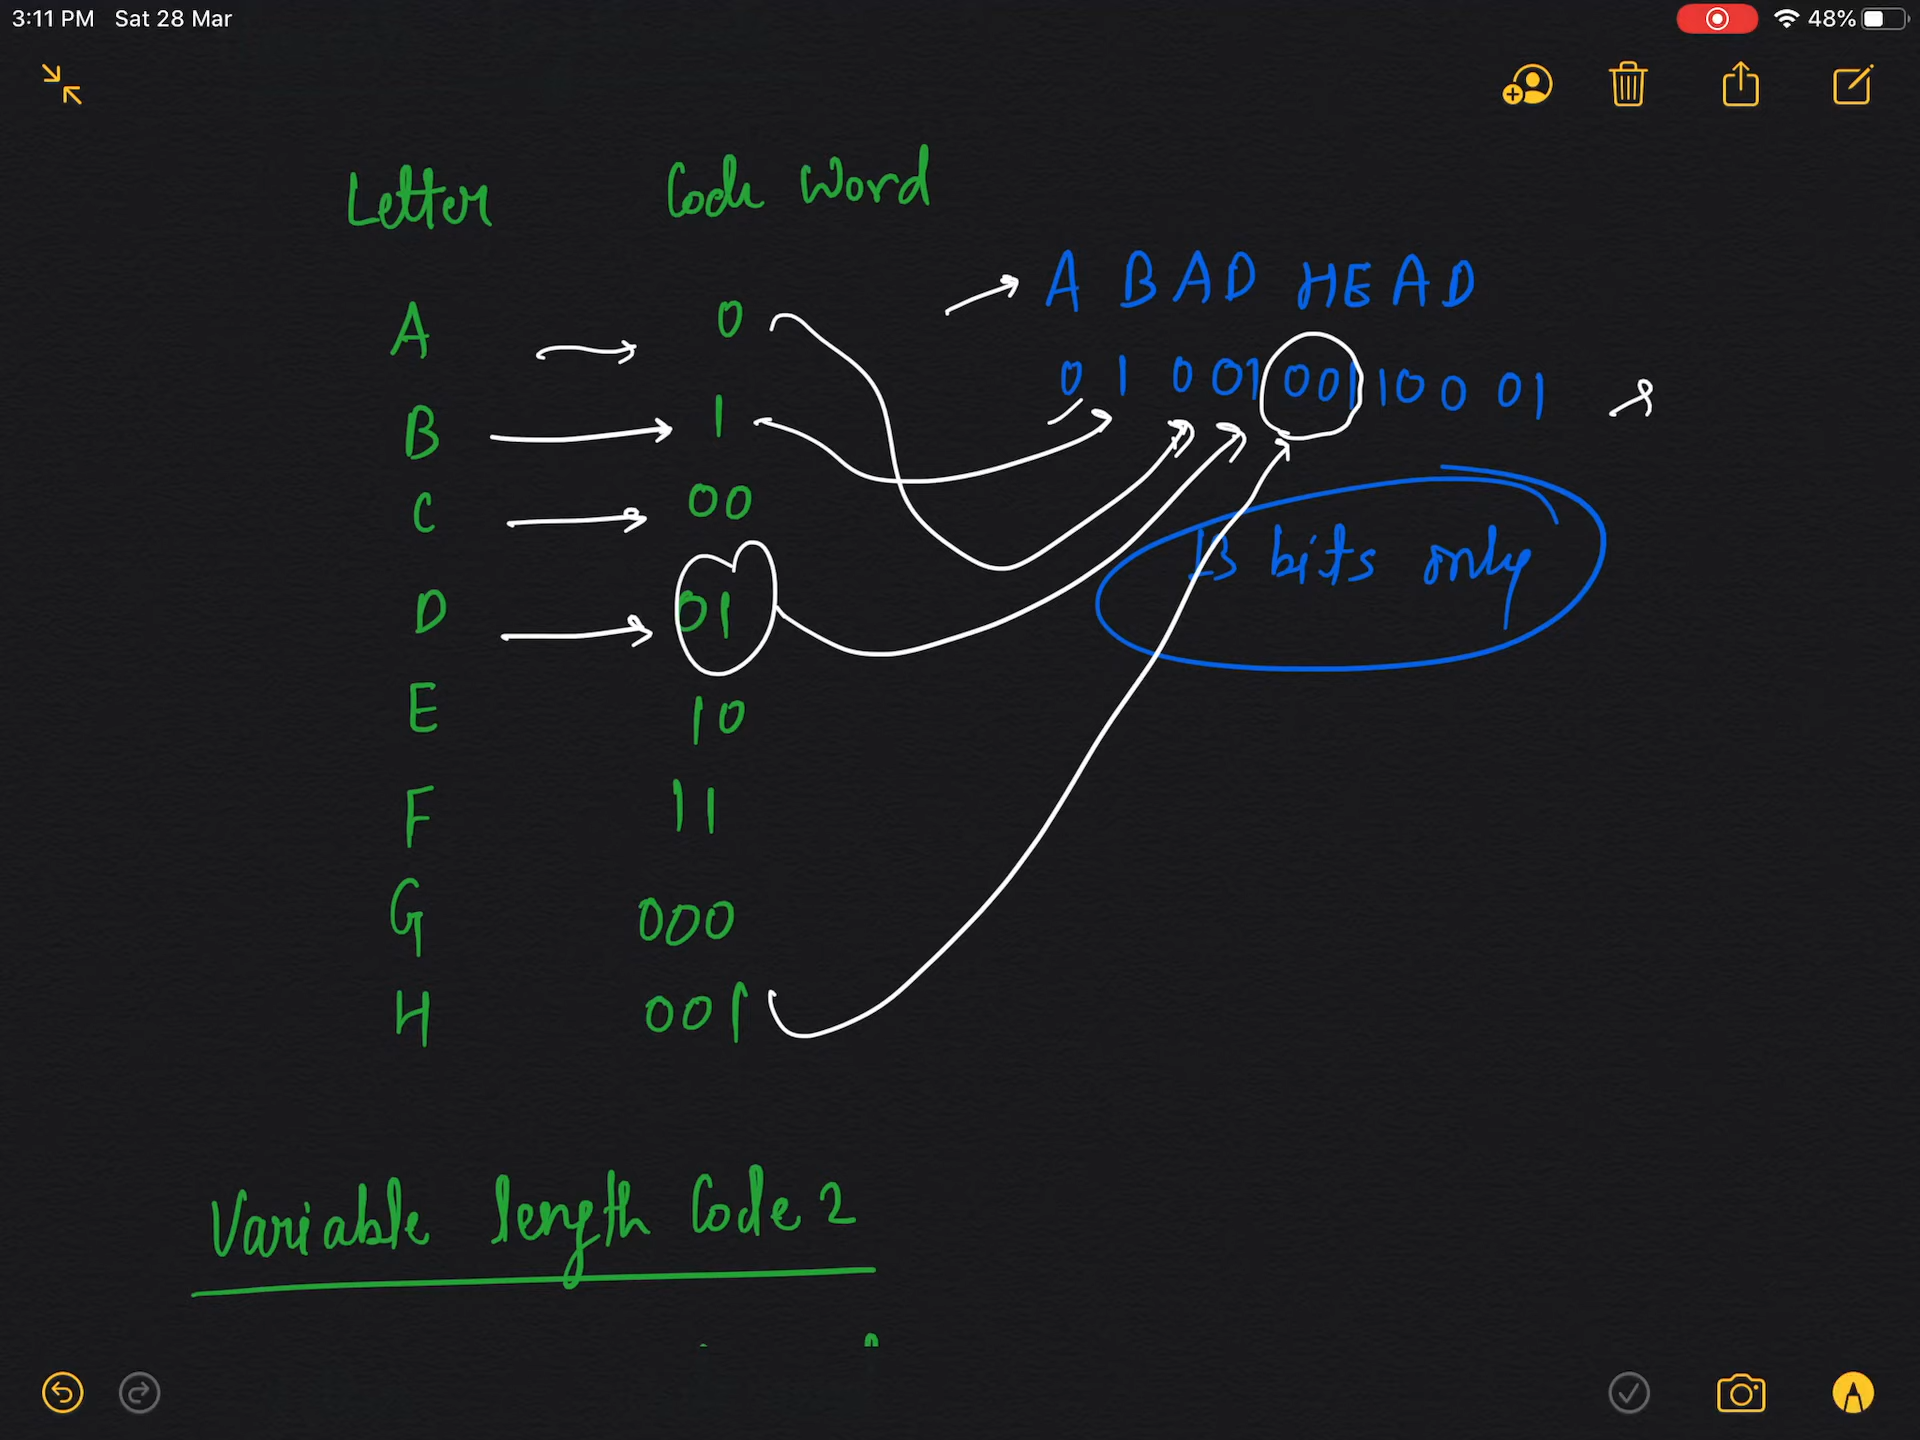 3:11 PM Sat 28 Mar
48%
Letter Code Word
A BAD HEAD
A 0
0 1 0 01 001 10 0 01
B 1
C 00
13 bits only
D 01
E 10
F 11
G 000
H 001
Variable length Code 2